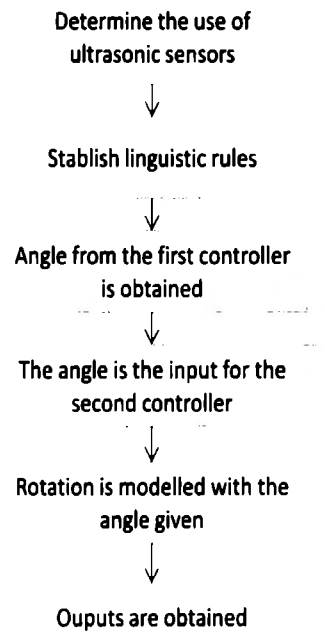 Determine the use of
ultrasonic sensors
Stablish linguistic rules
Angle from the first controller
is obtained
The angle is the input for the
second controller
Rotation is modelled with the
angle given
Ouputs are obtained